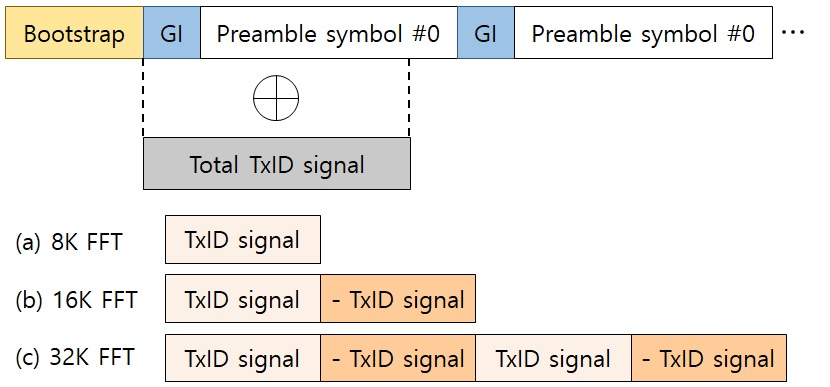 Bootstrap GI Preamble symbol #0 GI Preamble symbol #0 ...
Total TxID signal
(a) 8K FFT TxID signal
(b) 16K FFT TxID signal - TxID signal
(c) 32K FFT TxID signal - TxID signal TxID signal - TxID signal